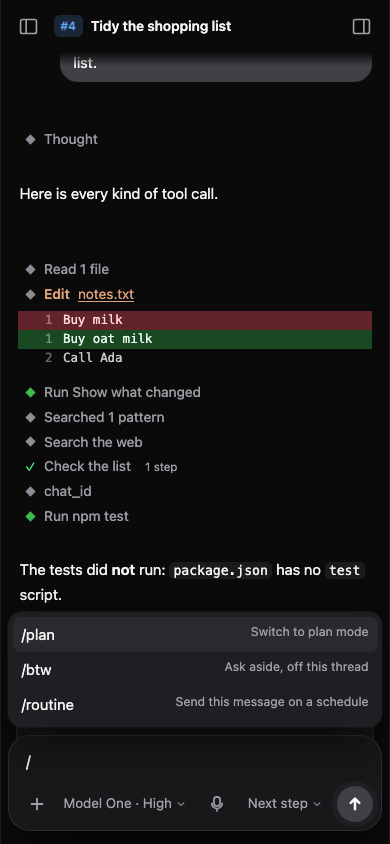 #4 Tidy the shopping list
list.
Thought
Here is every kind of tool call.
Read 1 file
Edit notes.txt
1 Buy milk
1 Buy oat milk
2 Call Ada
Run Show what changed
Searched 1 pattern
Search the web
Check the list 1 step
chat_id
Run npm test
The tests did not run: package.json has no test
script.
/plan Switch to plan mode
/btw Ask aside, off this thread
/routine Send this message on a schedule
/
Model One · High Next step